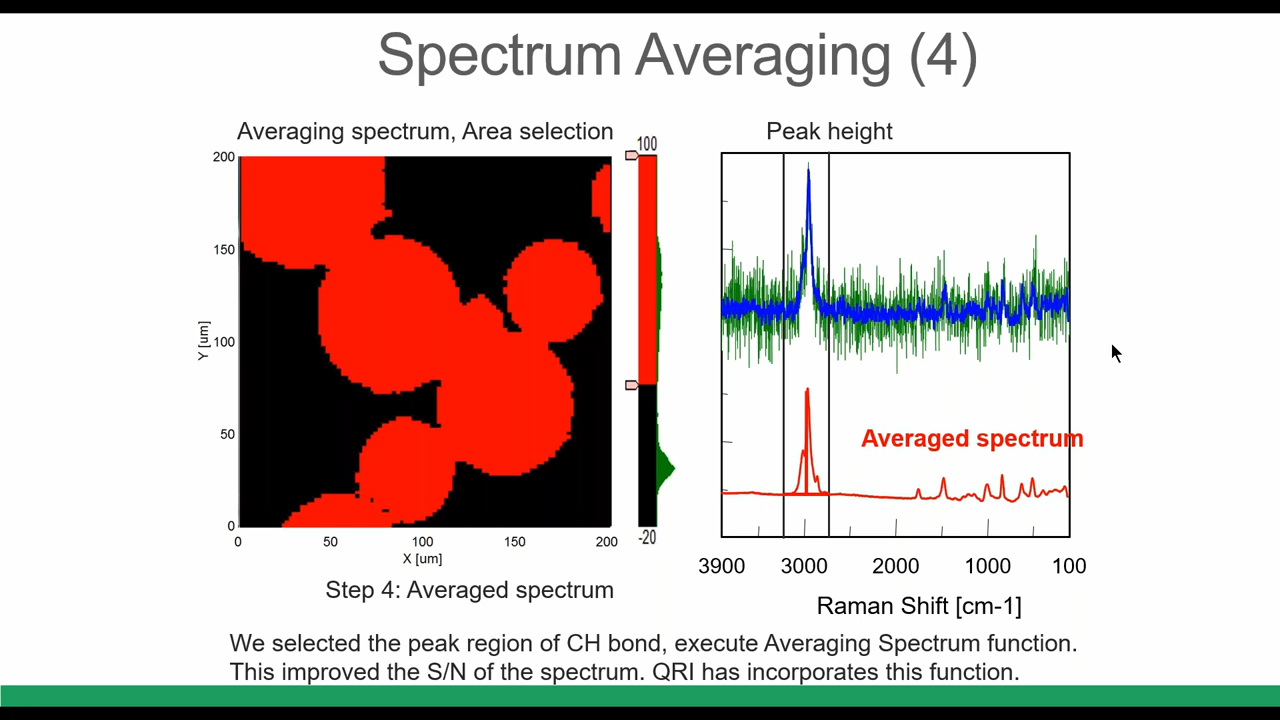 Spectrum Averaging (4)
Averaging spectrum, Area selection
Y [um]
200
150
100
50
0
0 50 100 150 200
X [um]
100
-20
Step 4: Averaged spectrum
Peak height
Averaged spectrum
3900 3000 2000 1000 100
Raman Shift [cm-1]
We selected the peak region of CH bond, execute Averaging Spectrum function.
This improved the S/N of the spectrum. QRI has incorporates this function.